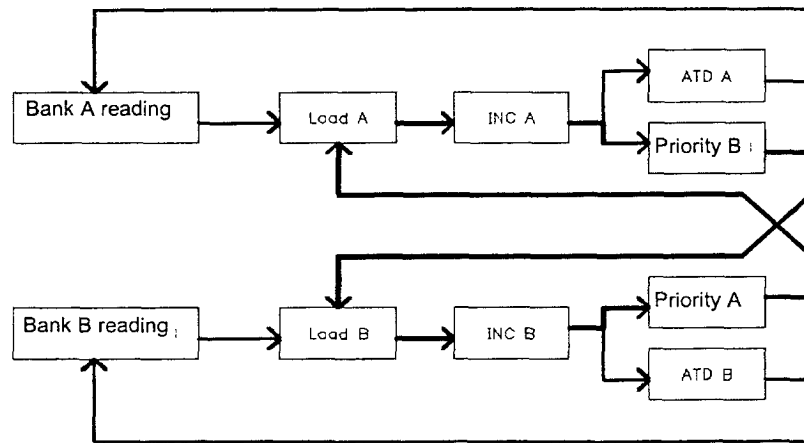 ATD A
Bank A reading
Load A
INC A
Priority B
Priority A
Bank B reading
Load B
INC B
ATD B